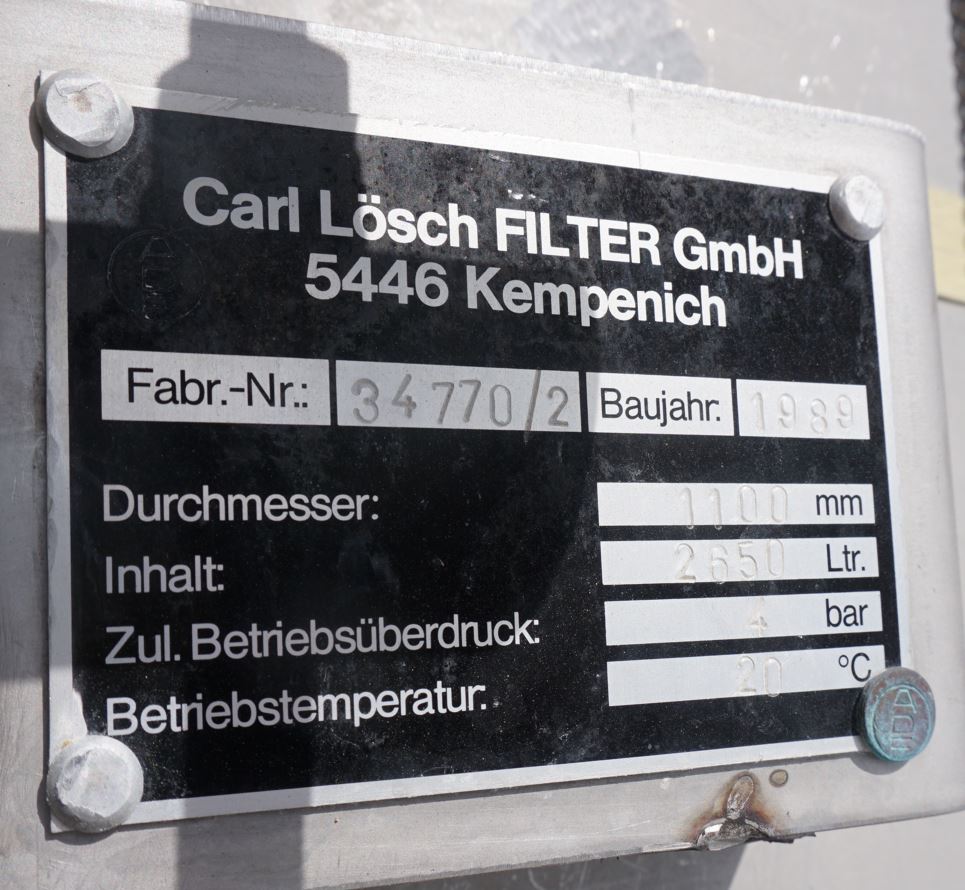 Carl Lösch FILTER GmbH
5446 Kempenich
Fabr.-Nr.: 34770/2 Baujahr. 1989
Durchmesser: 1100 mm
Inhalt: 2650 Ltr.
Zul. Betriebsüberdruck: 4 bar
Betriebstemperatur: 20 °C